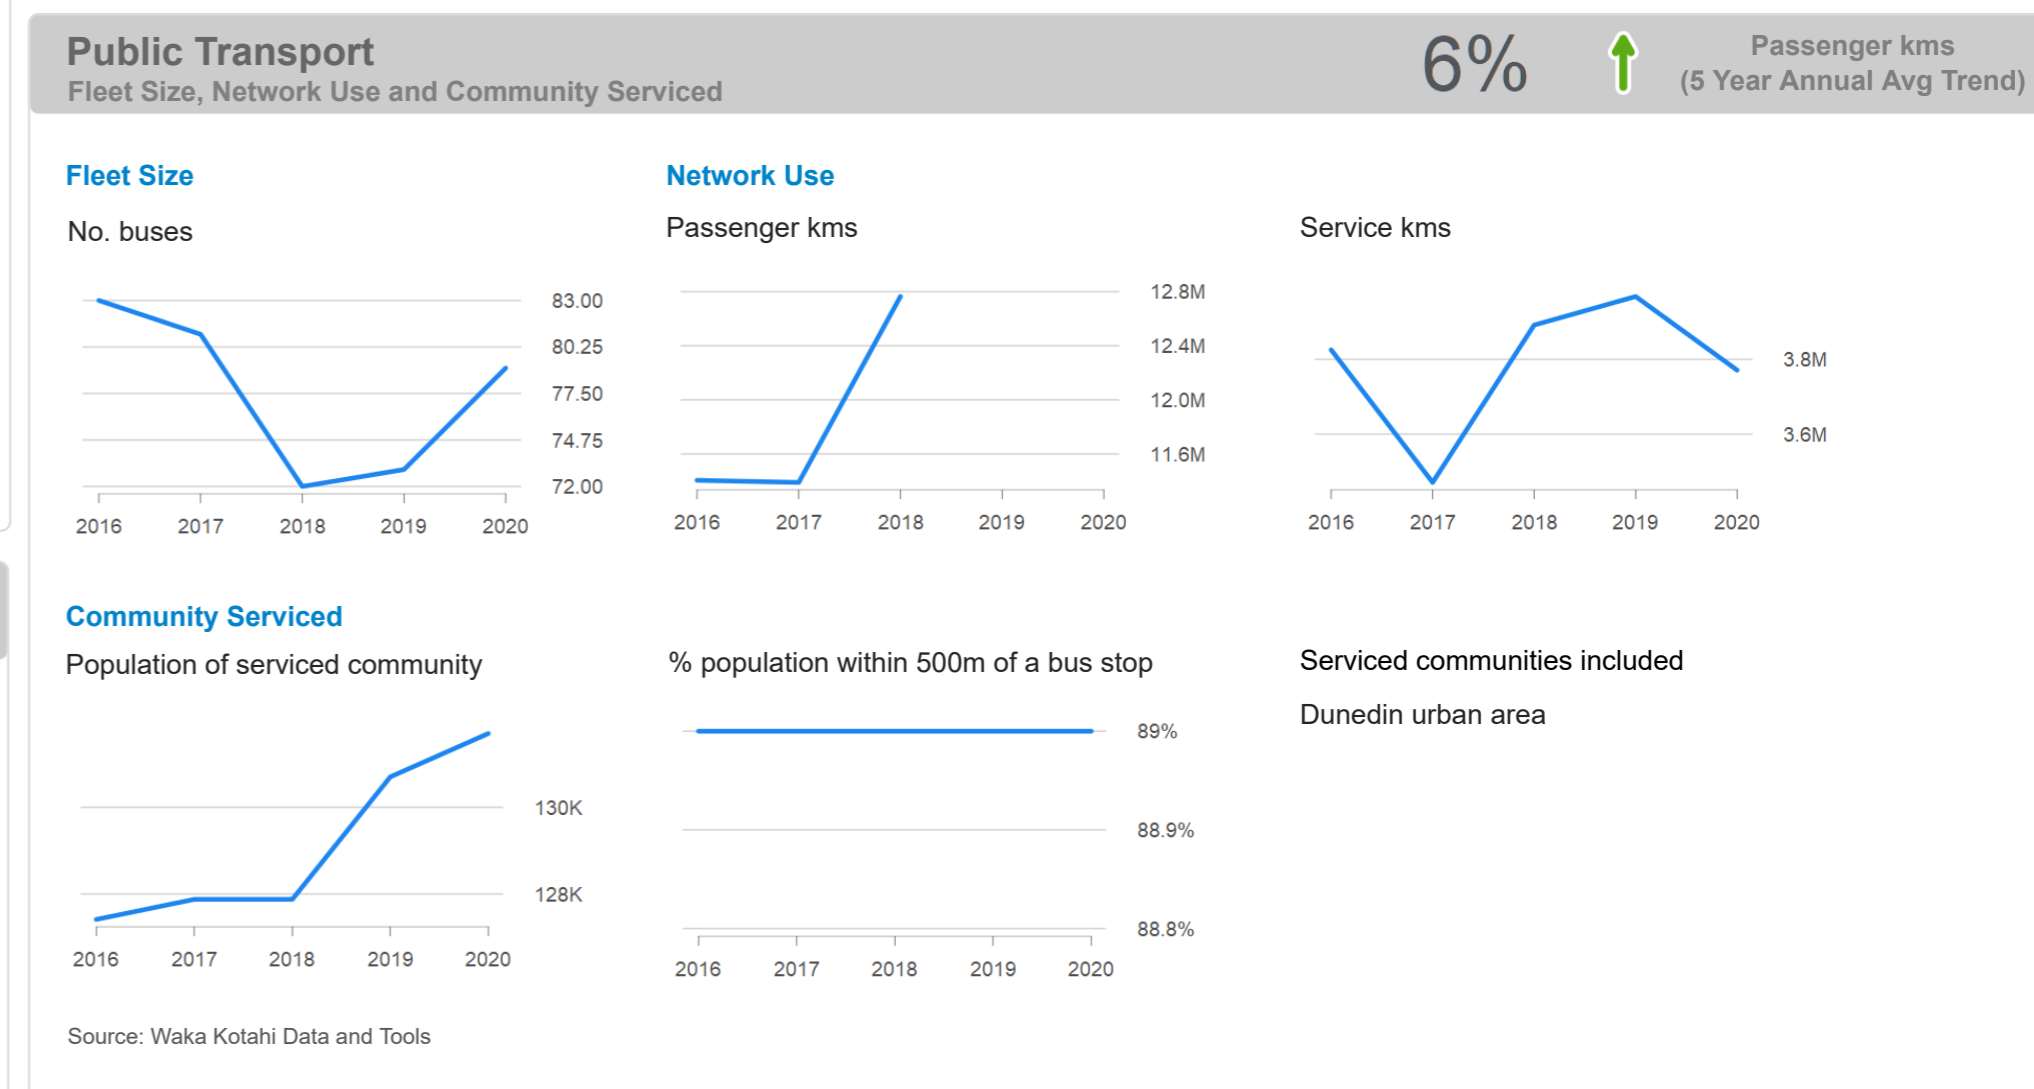 Public Transport
Fleet Size, Network Use and Community Serviced
6%
Passenger kms
(5 Year Annual Avg Trend)
Fleet Size
No. buses
83.00
80.25
77.50
74.75
72.00
2016 2017 2018 2019 2020
Network Use
Passenger kms
12.8M
12.4M
12.0M
11.6M
2016 2017 2018 2019 2020
Service kms
3.8M
3.6M
2016 2017 2018 2019 2020
Community Serviced
Population of serviced community
130K
128K
2016 2017 2018 2019 2020
% population within 500m of a bus stop
89%
88.9%
88.8%
2016 2017 2018 2019 2020
Serviced communities included
Dunedin urban area
Source: Waka Kotahi Data and Tools